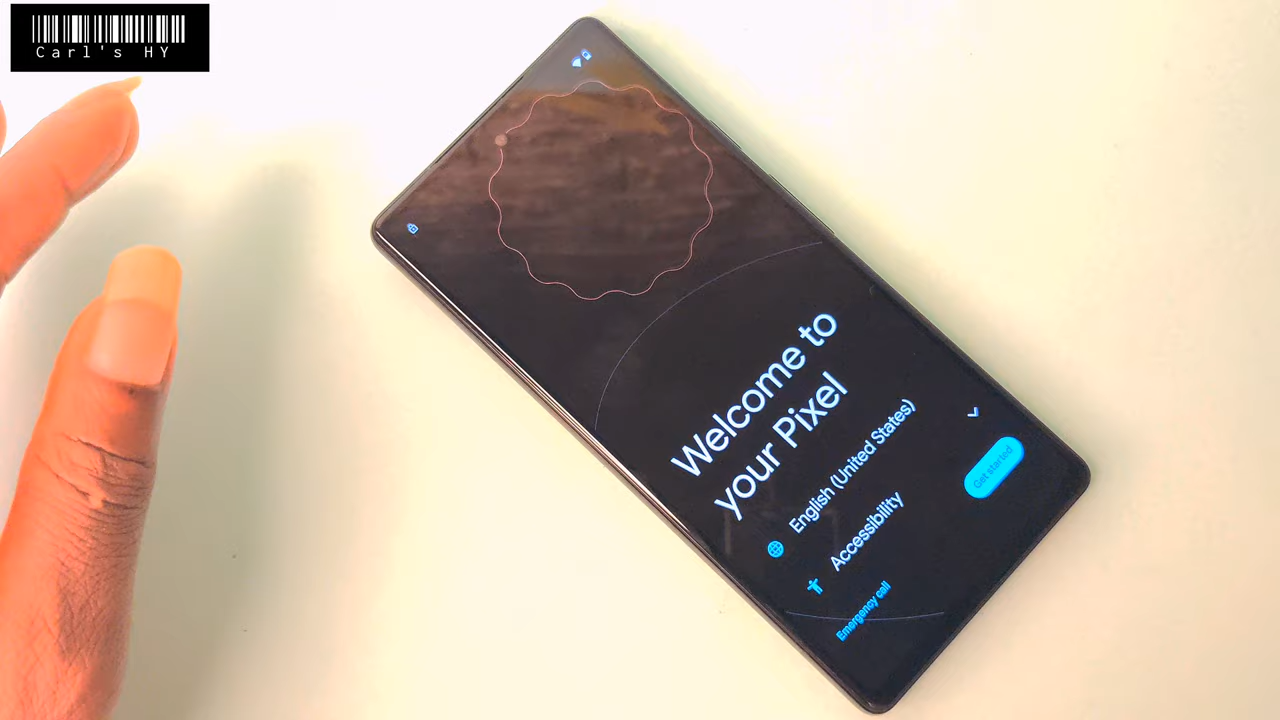 Carl's HY
Welcome to
your Pixel
English (United States)
Accessibility
Get started
Emergency call